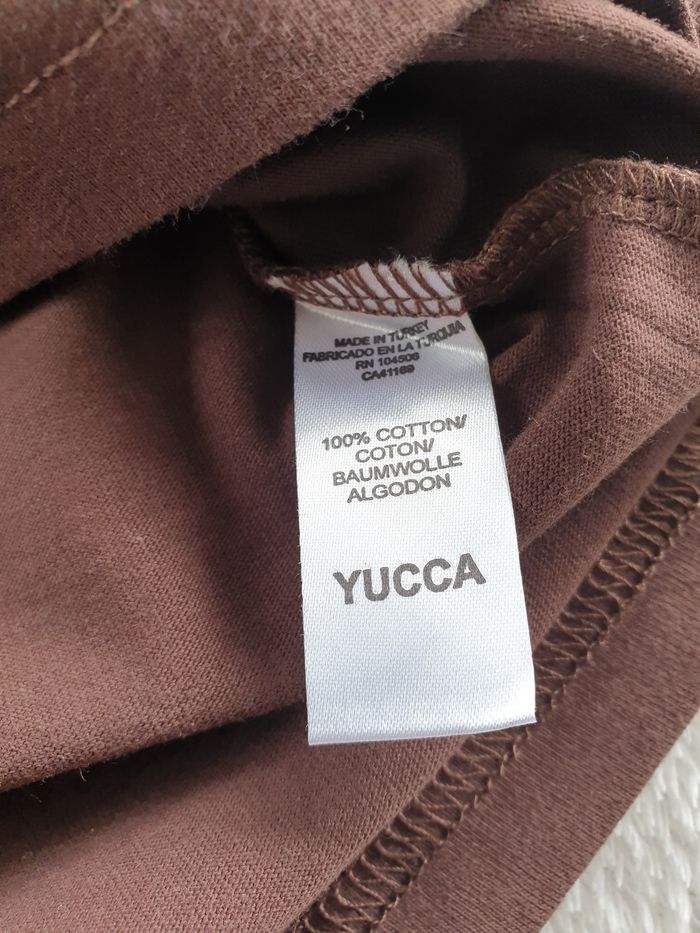 MADE IN TURKEY
FABRICADO EN LA TURQUIA
RN 104506
CA41169
100% COTTON/
COTON/
BAUMWOLLE
ALGODON
YUCCA